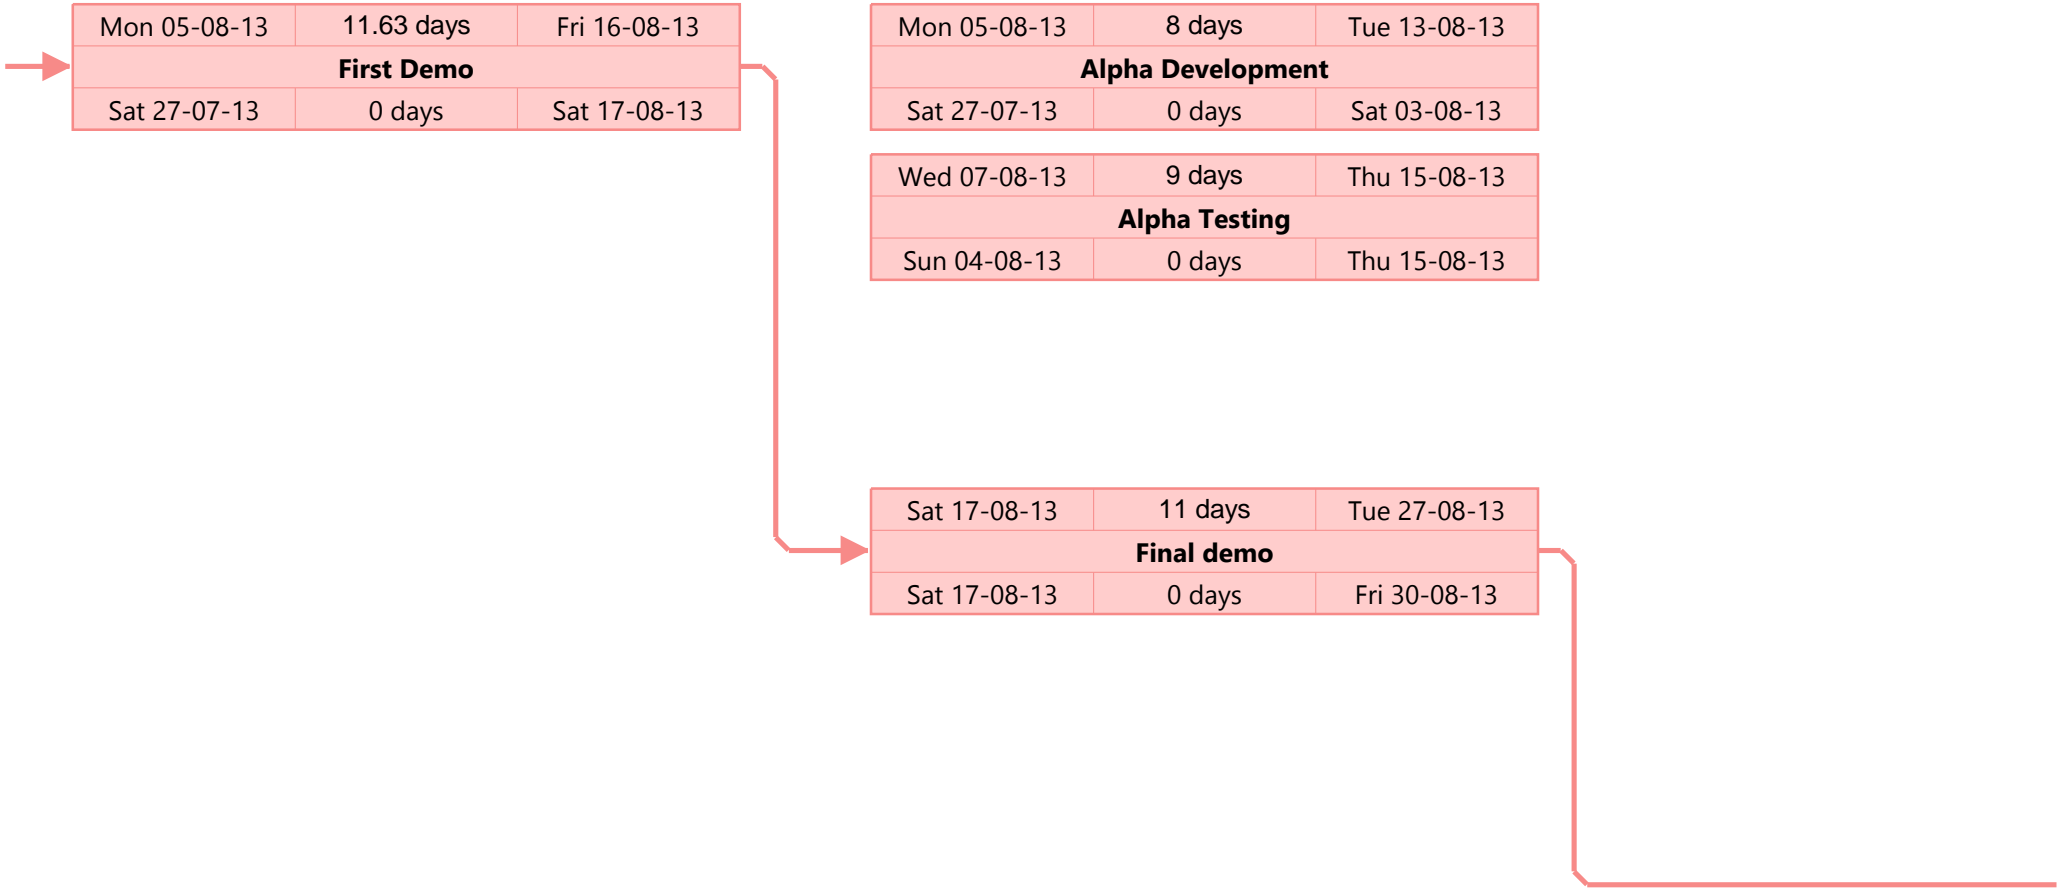 Mon 05-08-13 11.63 days Fri 16-08-13
First Demo
Sat 27-07-13 0 days Sat 17-08-13
Mon 05-08-13 8 days Tue 13-08-13
Alpha Development
Sat 27-07-13 0 days Sat 03-08-13
Wed 07-08-13 9 days Thu 15-08-13
Alpha Testing
Sun 04-08-13 0 days Thu 15-08-13
Sat 17-08-13 11 days Tue 27-08-13
Final demo
Sat 17-08-13 0 days Fri 30-08-13